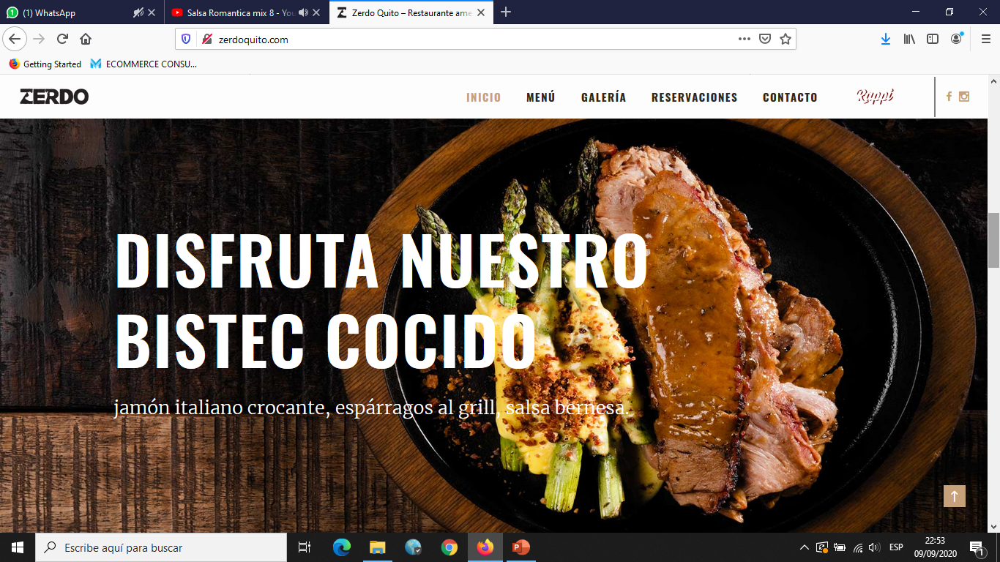 (1) WhatsApp
Salsa Romantica mix 8 - You
Zerdo Quito – Restaurante ame
zerdoquito.com
Getting Started
ECOMMERCE CONSU...
ZERDO
INICIO
MENÚ
GALERÍA
RESERVACIONES
CONTACTO
Rappi
DISFRUTA NUESTRO
BISTEC COCIDO
jamón italiano crocante, espárragos al grill, salsa bernesa.
Escribe aquí para buscar
ESP
22:53
09/09/2020
1